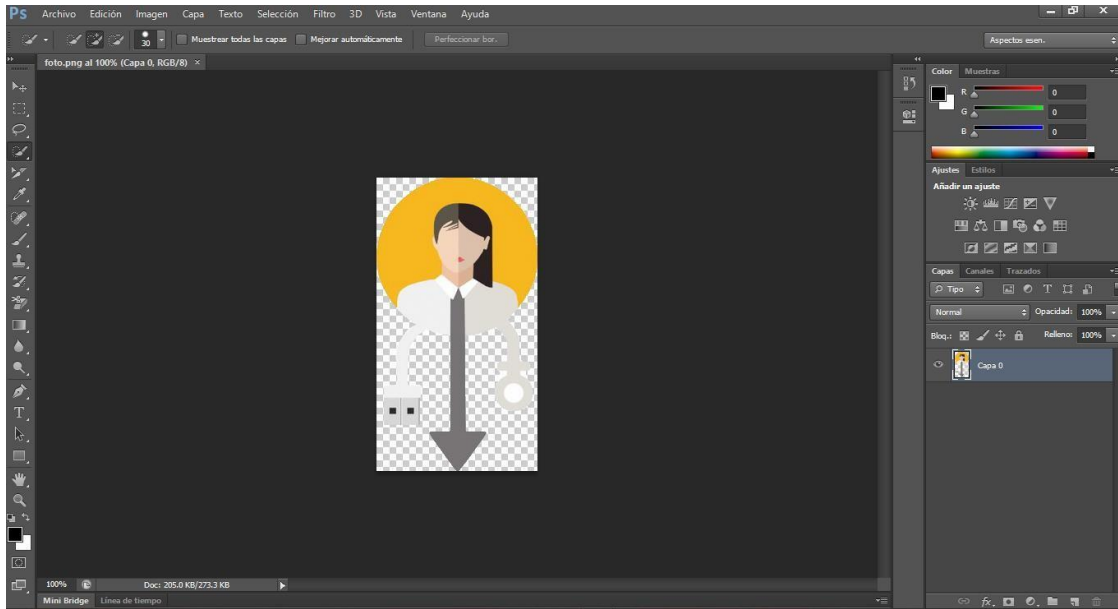 Ps Archivo Edición Imagen Capa Texto Selección Filtro 3D Vista Ventana Ayuda
30 Muestrear todas las capas Mejorar automáticamente Perfeccionar bor. Aspectos esen.
foto.png al 100% (Capa 0, RGB/8) ×
Color Muestras
R 0
G 0
B 0
Ajustes Estilos
Añadir un ajuste
Capas Canales Trazados
Tipo
Normal Opacidad: 100%
Bloq.: Relleno: 100%
Capa 0
100% Doc: 205.0 KB/273.3 KB
Mini Bridge Línea de tiempo